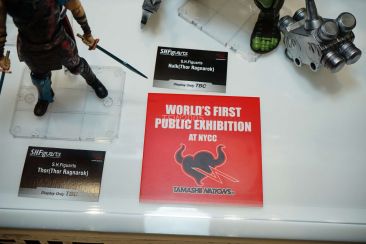 S.H.Figuarts
S.H.Figuarts
Hulk(Thor Ragnarok)
Display Only TBC
WORLD'S FIRST
PUBLIC EXHIBITION
AT NYCC
TAMASHII NATIONS
S.H.Figuarts
S.H.Figuarts
Thor(Thor Ragnarok)
Display Only TBC